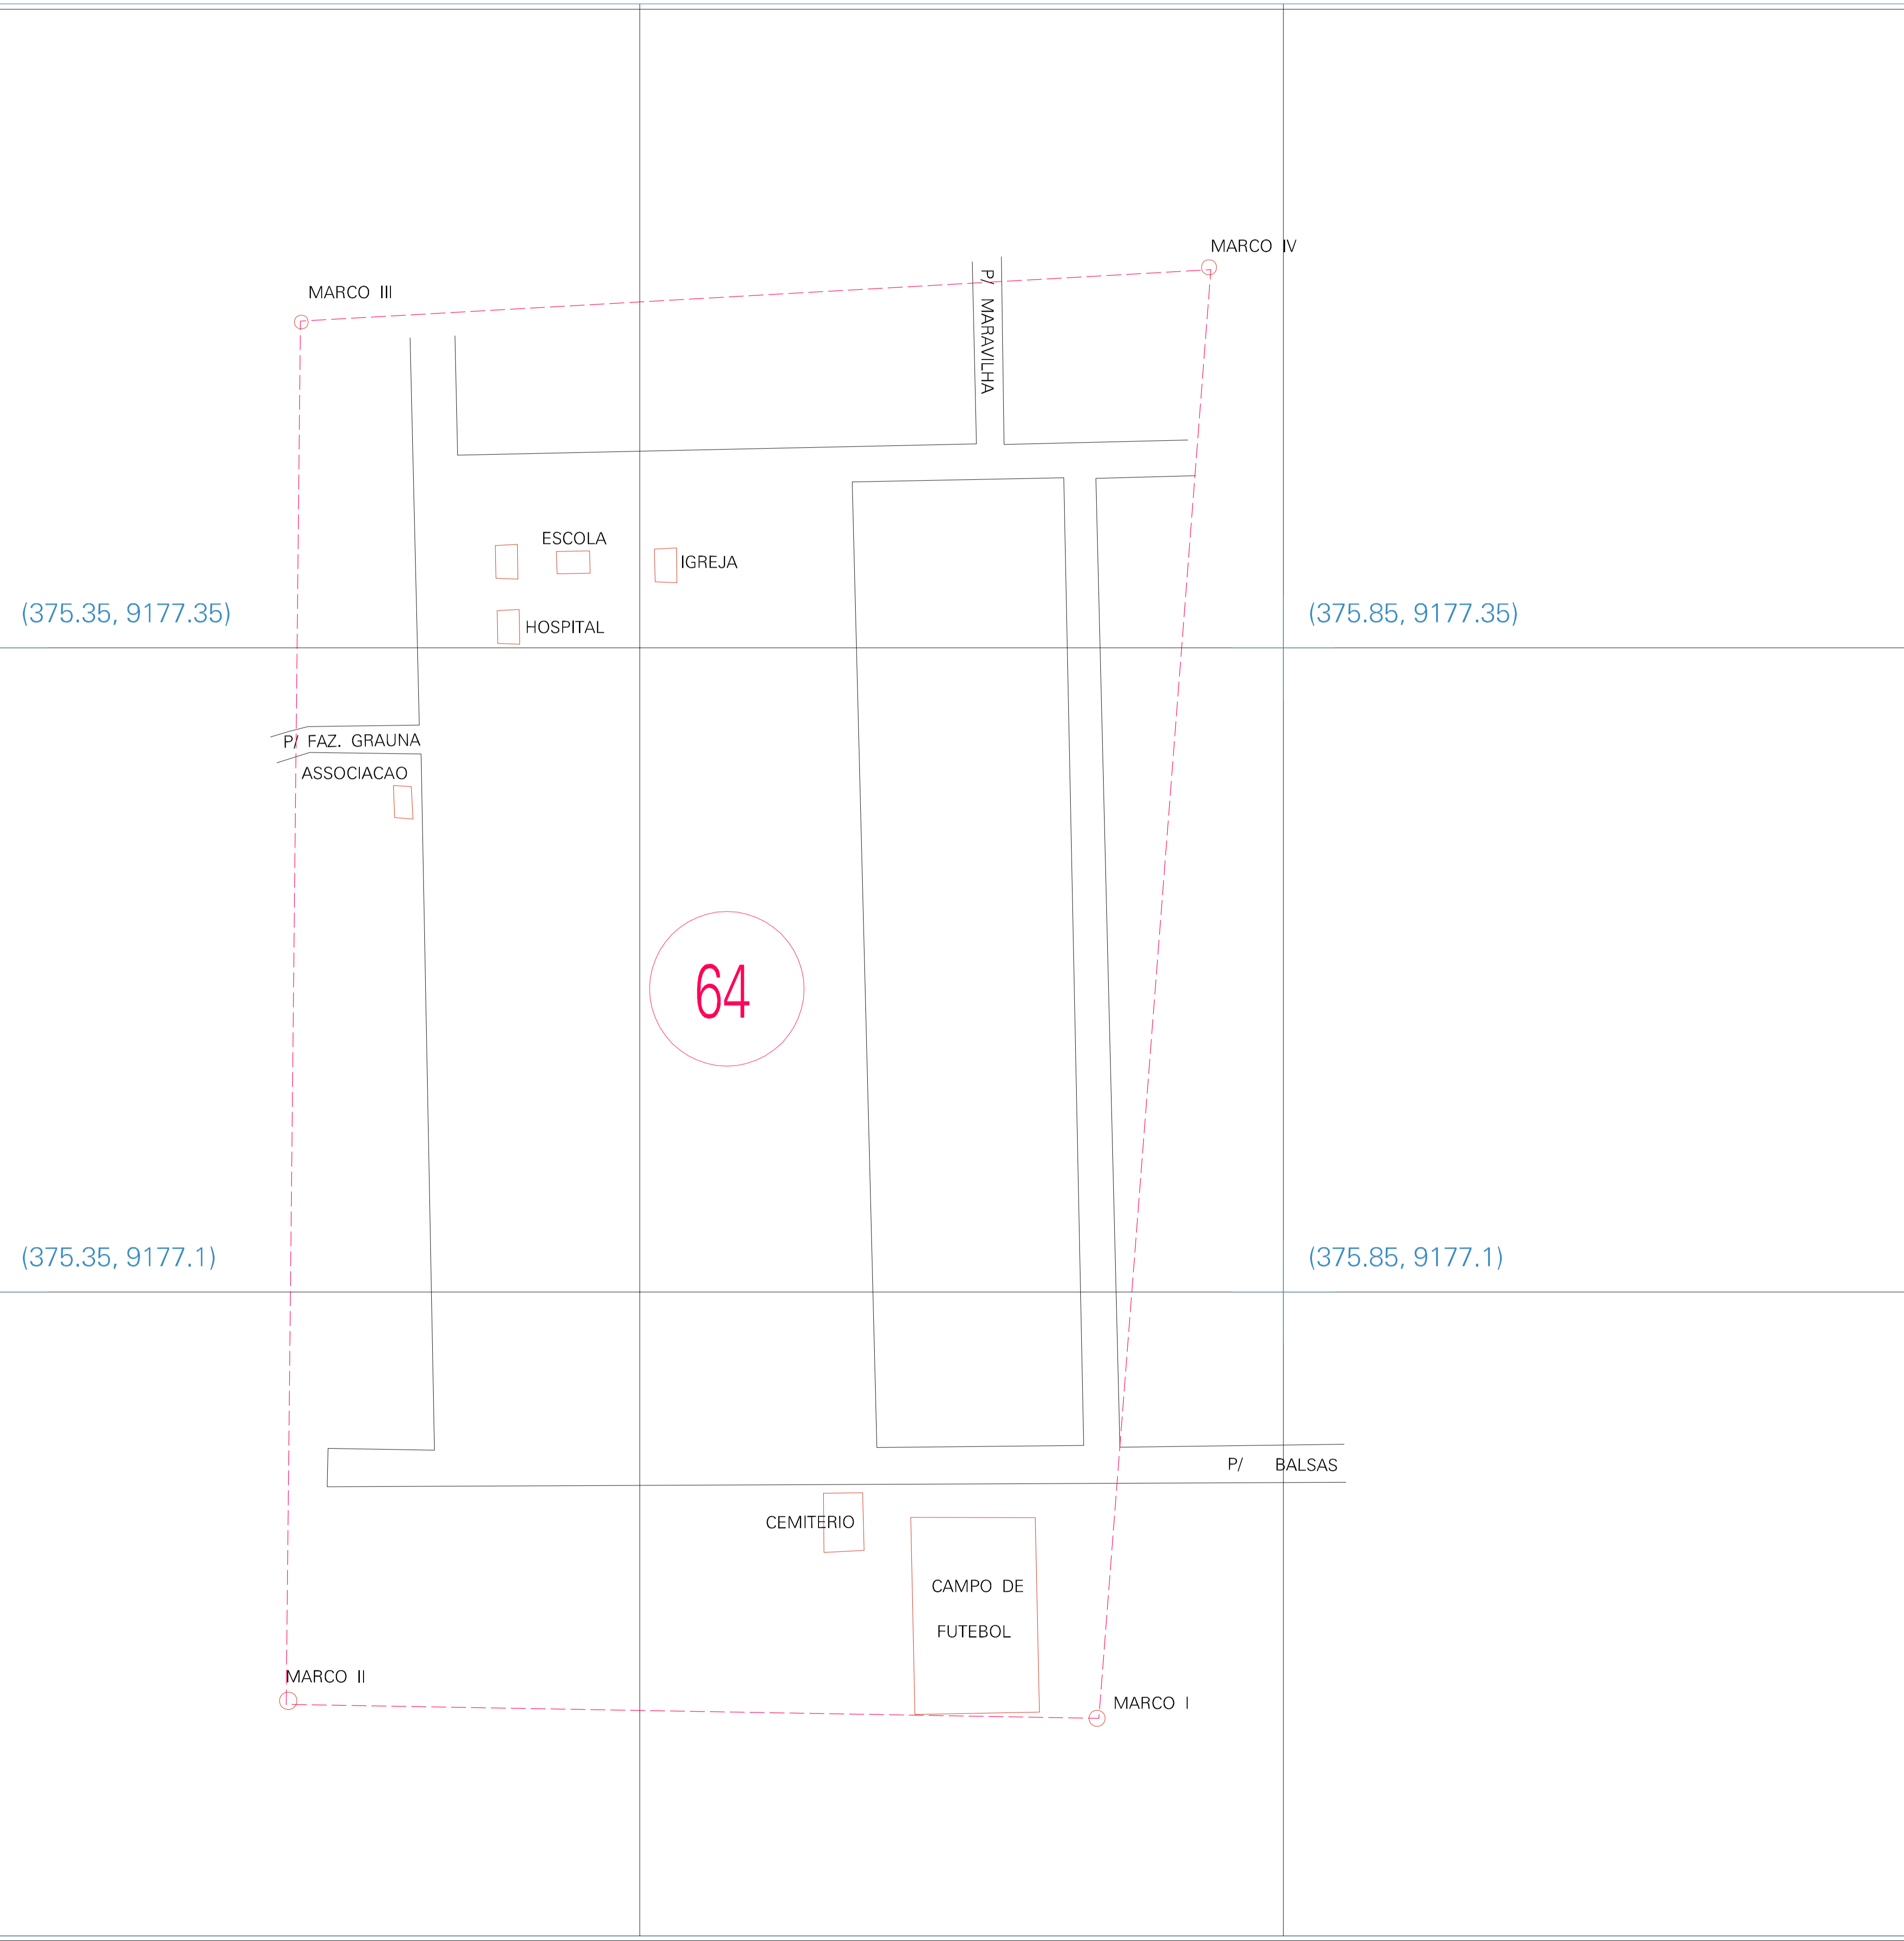 MARCO IV
MARCO III
P/ MARAVILHA
ESCOLA
IGREJA
(375.35, 9177.35)
(375.85, 9177.35)
HOSPITAL
P/ FAZ. GRAUNA
ASSOCIACAO
64
(375.35, 9177.1)
(375.85, 9177.1)
P/ BALSAS
CEMITERIO
CAMPO DE
FUTEBOL
MARCO II
MARCO I